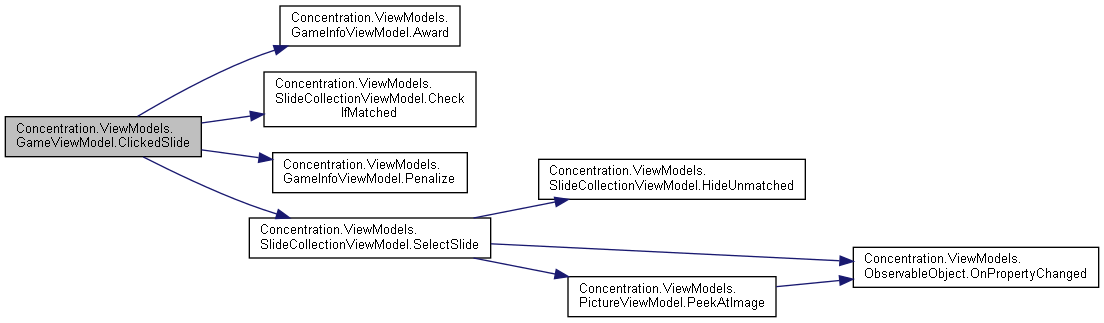 Concentration.ViewModels.
GameInfoViewModel.Award
Concentration.ViewModels.
SlideCollectionViewModel.Check
IfMatched
Concentration.ViewModels.
GameViewModel.ClickedSlide
Concentration.ViewModels.
GameInfoViewModel.Penalize
Concentration.ViewModels.
SlideCollectionViewModel.HideUnmatched
Concentration.ViewModels.
SlideCollectionViewModel.SelectSlide
Concentration.ViewModels.
ObservableObject.OnPropertyChanged
Concentration.ViewModels.
PictureViewModel.PeekAtImage